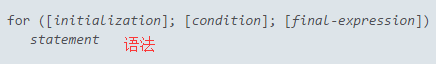 for ([initialization]; [condition]; [final-expression])
statement 语法